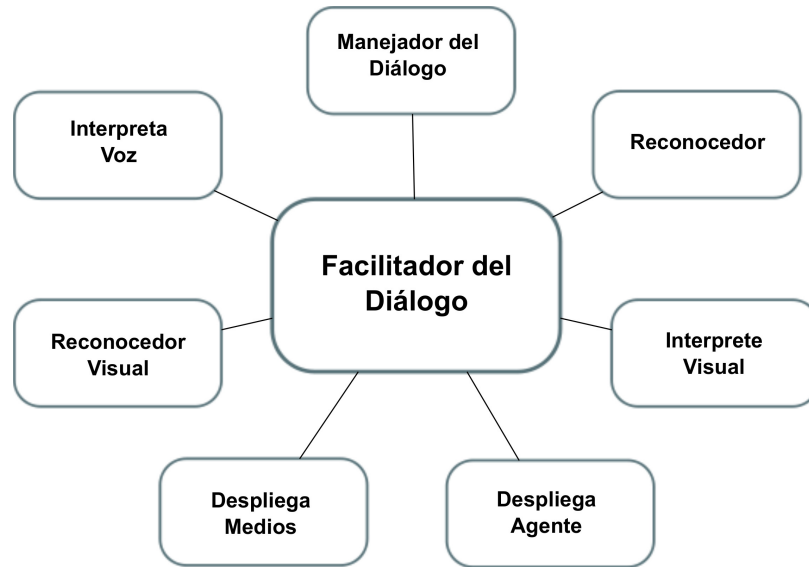 Manejador del
Diálogo
Interpreta
Voz
Reconocedor
Facilitador del
Diálogo
Reconocedor
Visual
Interprete
Visual
Despliega
Medios
Despliega
Agente